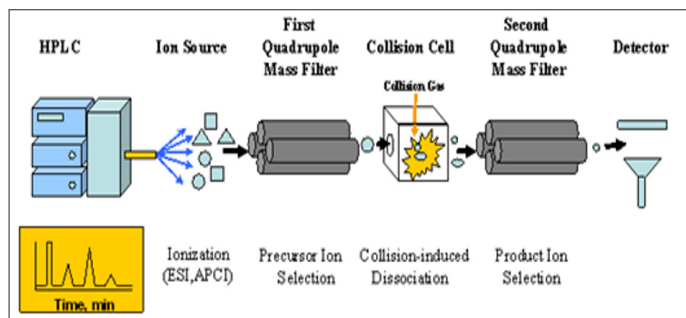 HPLC
Ion Source
First
Quadrupole
Mass Filter
Collision Cell
Second
Quadrupole
Mass Filter
Detector
Collision Gas
Time, min
Ionization
(ESI,APCI)
Precursor Ion
Selection
Collision-induced
Dissociation
Product Ion
Selection